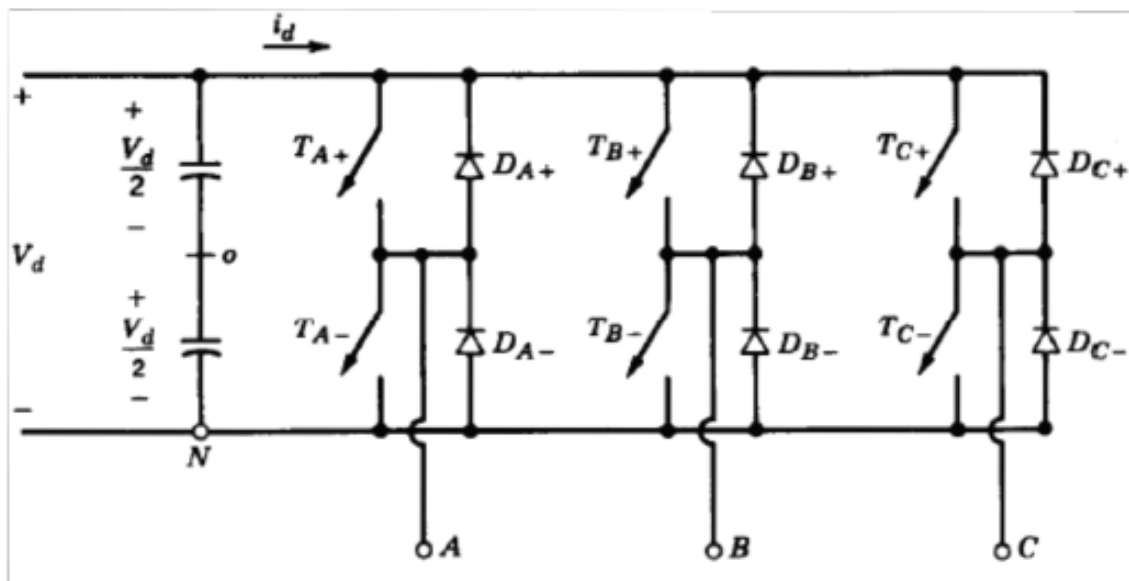 i_d
+
+
V_d
2
−
V_d
o
+
V_d
2
−
−
N
T_A+
D_A+
T_B+
D_B+
T_C+
D_C+
T_A−
D_A−
T_B−
D_B−
T_C−
D_C−
A
B
C